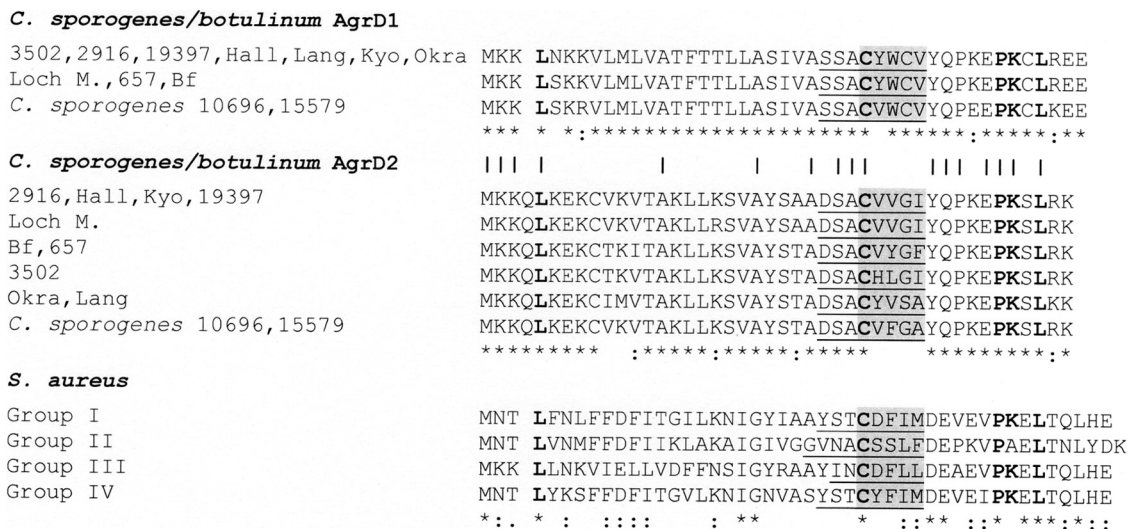 C. sporogenes/botulinum AgrD1
3502,2916,19397,Hall,Lang,Kyo,Okra MKK LNKKVLMLVATFTTLLASIVASSACYWCVYQPKEPKCLREE
Loch M.,657,Bf MKK LSKKVLMLVATFTTLLASIVASSACYWCVYQPKEPKCLREE
C. sporogenes 10696,15579 MKK LSKRVLMLVATFTTLLASIVASSACYWCVYQPEEPKCLKEE
*** * *:******************** ******:*****:**
C. sporogenes/botulinum AgrD2 ||| | | | | ||| ||| ||| |
2916,Hall,Kyo,19397 MKKQLKEKCVKVTAKLLKSVAYSAADSACVVGIYQPKEPKSLRK
Loch M. MKKQLKEKCVKVTAKLLRSVAYSAADSACVVGIYQPKEPKSLRK
Bf,657 MKKQLKEKCTKITAKLLKSVAYSTADSACVYGFYQPKEPKSLRK
3502 MKKQLKEKCTKVTAKLLKSVAYSTADSACHLGIYQPKEPKSLRK
Okra,Lang MKKQLKEKCIMVTAKLLKSVAYSTADSACYVSAYQPKEPKSLKK
C. sporogenes 10696,15579 MKKQLKEKCVKVTAKLLKSVAYSTADSACVFGAYQPKEPKSLRK
********* :*****:*****:***** *********:*
S. aureus
Group I MNT LFNLFFDFITGILKNIGYIAAYSTCDFIMDEVEVPKELTQLHE
Group II MNT LVNMFFDFIIKLAKAIGIVGGVNACSSLFDEPKVPAELTNLYDK
Group III MKK LLNKVIELLVDFFNSIGYRAAYINCDFLLDEAEVPKELTQLHE
Group IV MNT LYKSFFDFITGVLKNIGNVASYSTCYFIMDEVEIPKELTQLHE
*:. * : :::: : ** * ::** :* ***:*::